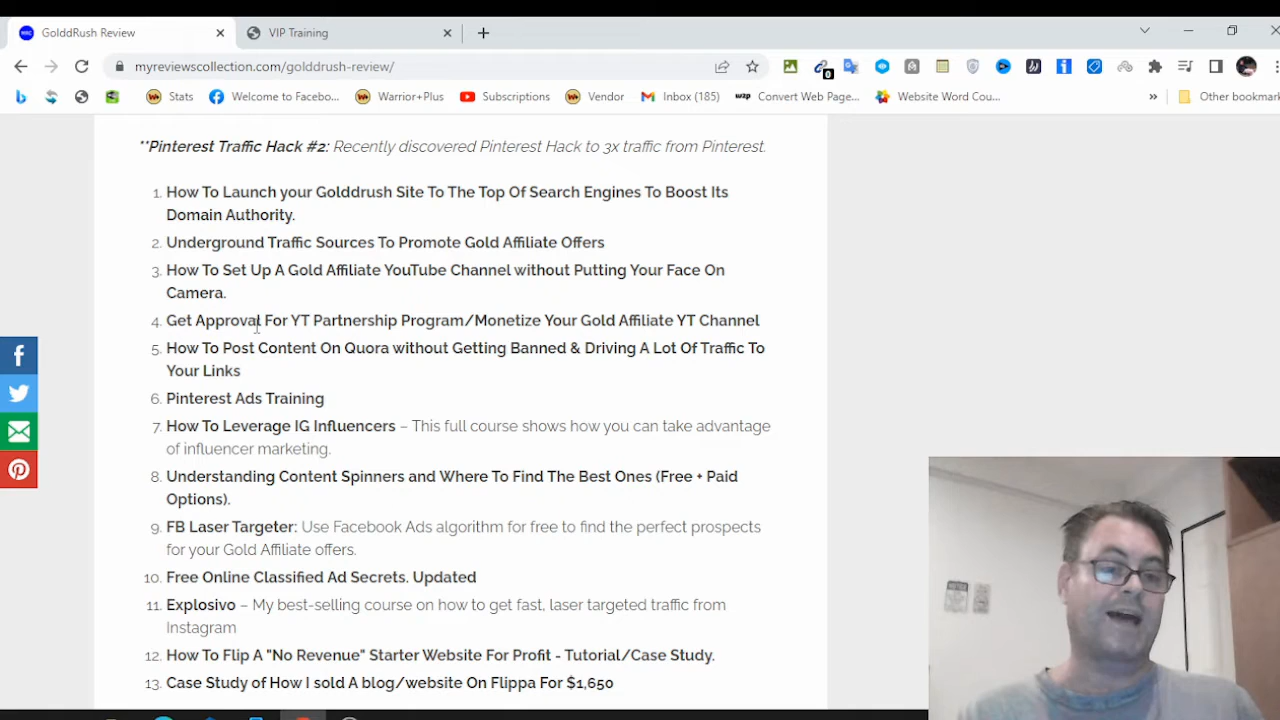 GolddRush Review
VIP Training
myreviewscollection.com/golddrush-review/
0
Stats
Welcome to Facebo...
Warrior+Plus
Subscriptions
Vendor
Inbox (185)
Convert Web Page...
Website Word Cou...
Other bookmark
**Pinterest Traffic Hack #2: Recently discovered Pinterest Hack to 3x traffic from Pinterest.
1. How To Launch your Golddrush Site To The Top Of Search Engines To Boost Its
Domain Authority.
2. Underground Traffic Sources To Promote Gold Affiliate Offers
3. How To Set Up A Gold Affiliate YouTube Channel without Putting Your Face On
Camera.
4. Get Approval For YT Partnership Program/Monetize Your Gold Affiliate YT Channel
5. How To Post Content On Quora without Getting Banned & Driving A Lot Of Traffic To
Your Links
6. Pinterest Ads Training
7. How To Leverage IG Influencers – This full course shows how you can take advantage
of influencer marketing.
8. Understanding Content Spinners and Where To Find The Best Ones (Free + Paid
Options).
9. FB Laser Targeter: Use Facebook Ads algorithm for free to find the perfect prospects
for your Gold Affiliate offers.
10. Free Online Classified Ad Secrets. Updated
11. Explosivo – My best-selling course on how to get fast, laser targeted traffic from
Instagram
12. How To Flip A "No Revenue" Starter Website For Profit - Tutorial/Case Study.
13. Case Study of How I sold A blog/website On Flippa For $1,650